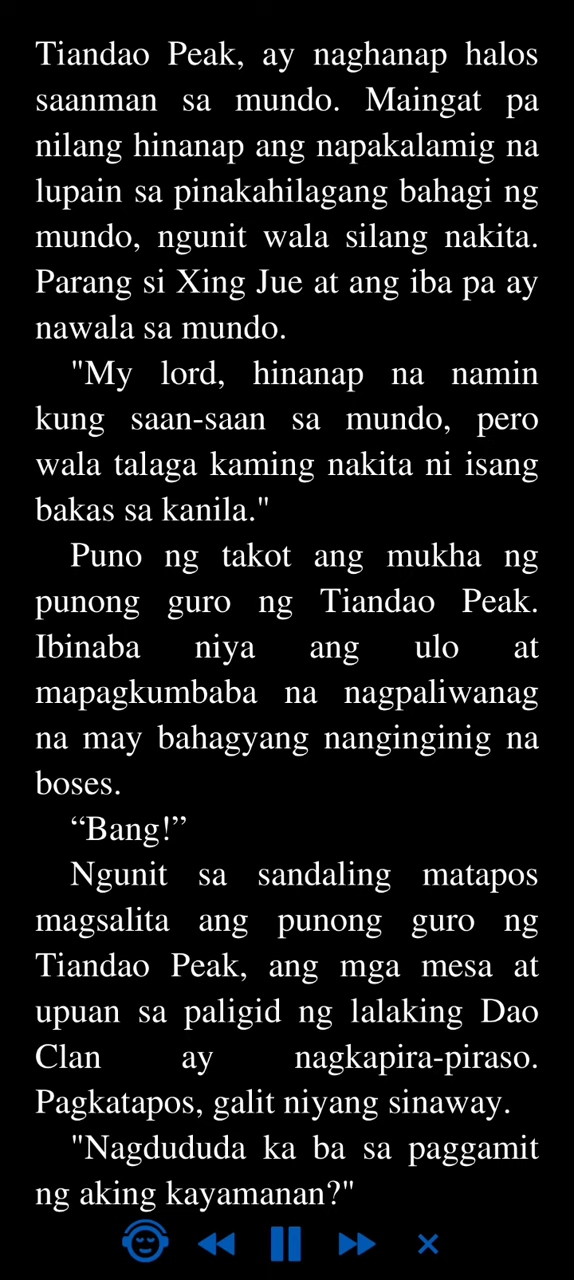 Tiandao Peak, ay naghanap halos
saanman sa mundo. Maingat pa
nilang hinanap ang napakalamig na
lupain sa pinakahilagang bahagi ng
mundo, ngunit wala silang nakita.
Parang si Xing Jue at ang iba pa ay
nawala sa mundo.
"My lord, hinanap na namin
kung saan-saan sa mundo, pero
wala talaga kaming nakita ni isang
bakas sa kanila."
Puno ng takot ang mukha ng
punong guro ng Tiandao Peak.
Ibinaba niya ang ulo at
mapagkumbaba na nagpaliwanag
na may bahagyang nanginginig na
boses.
“Bang!”
Ngunit sa sandaling matapos
magsalita ang punong guro ng
Tiandao Peak, ang mga mesa at
upuan sa paligid ng lalaking Dao
Clan ay nagkapira-piraso.
Pagkatapos, galit niyang sinaway.
"Nagdududa ka ba sa paggamit
ng aking kayamanan?"